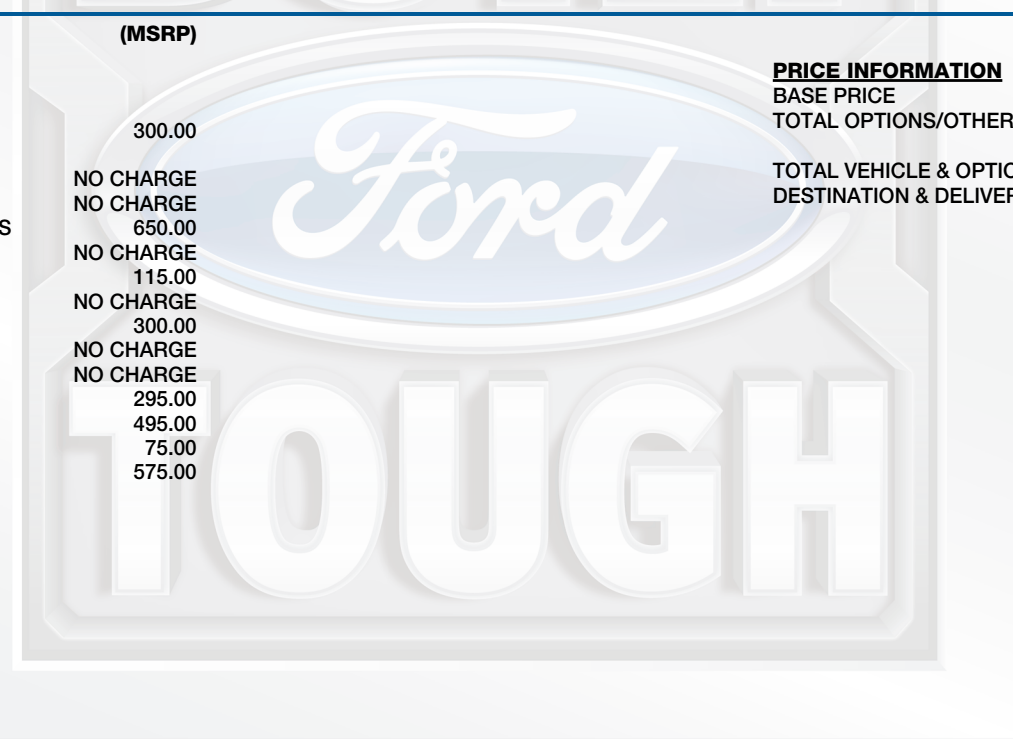 (MSRP)
300.00
NO CHARGE
NO CHARGE
S 650.00
NO CHARGE
115.00
NO CHARGE
300.00
NO CHARGE
NO CHARGE
295.00
495.00
75.00
575.00
PRICE INFORMATION
BASE PRICE
TOTAL OPTIONS/OTHER
TOTAL VEHICLE & OPTIO
DESTINATION & DELIVER
Ford
TOUGH